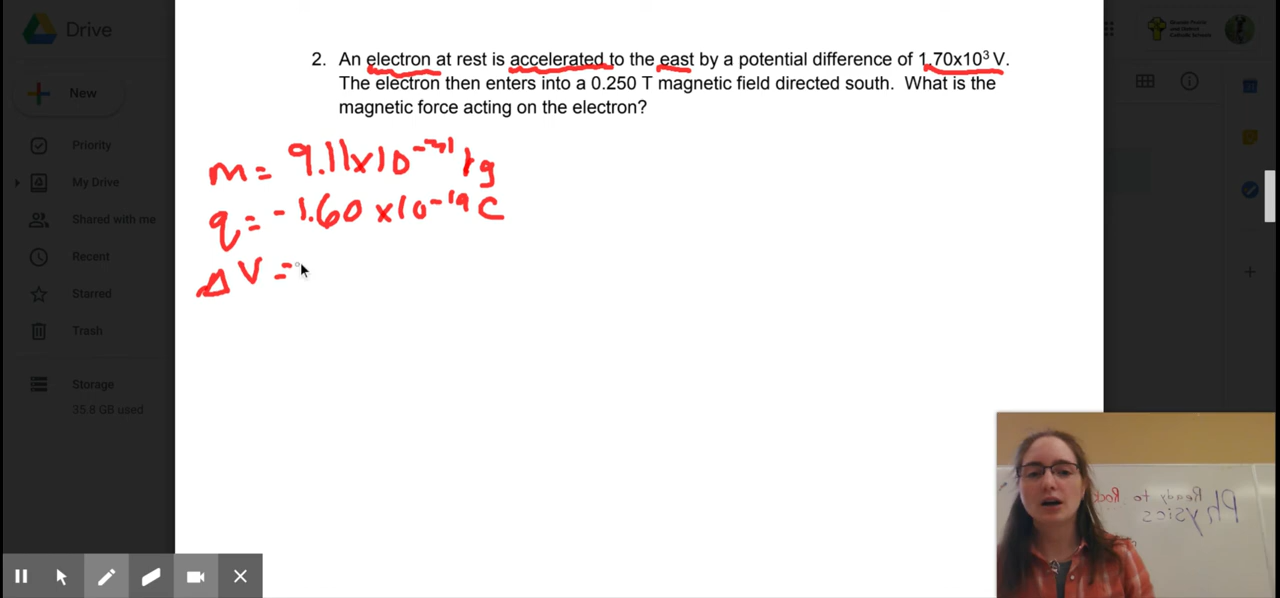 Drive
New
Priority
My Drive
Shared with me
Recent
Starred
Trash
Storage
35.8 GB used
2. An electron at rest is accelerated to the east by a potential difference of 1.70x10³ V.
The electron then enters into a 0.250 T magnetic field directed south. What is the
magnetic force acting on the electron?
m = 9.11x10⁻³¹ kg
q = -1.60 x10⁻¹⁹ C
ΔV =
Ready to Rock
Physics